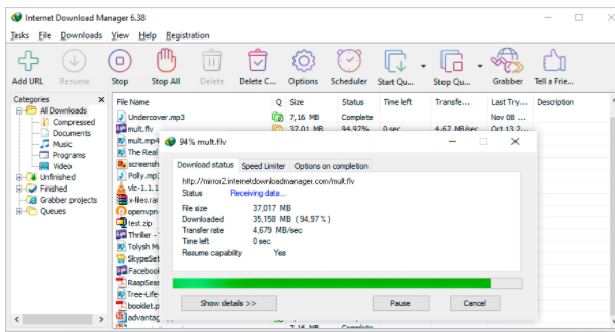 Internet Download Manager 6.38
Tasks File Downloads View Help Registration
Add URL Resume Stop Stop All Delete Delete C... Options Scheduler Start Qu... Stop Qu... Grabber Tell a Frie...
Categories
File Name Q Size Status Time left Transfe... Last Try... Description
All Downloads
Compressed
Documents
Music
Programs
Video
Unfinished
Finished
Grabber projects
Queues
Undercover.mp3 7,16 MB Complete Nov 08 ...
mult.flv 37,01 MB 94,97% 0 sec 4,67 MB/sec Oct 13 2...
mult.mp4
The Real
screensh
Polly.mp3
vlc-1.1.1
x-files.rar
openvpn-
test.zip
Thriller -
Tolysh M
SkypeSet
Facebook
RaspiSess
Tree-Life-
booklet.p
advantag
7,16 MB Complete
94% mult.flv
Download status Speed Limiter Options on completion
http://mirror2.internetdownloadmanager.com/mult.flv
Status Receiving data...
File size 37,017 MB
Downloaded 35,158 MB ( 94,97 % )
Transfer rate 4,679 MB/sec
Time left 0 sec
Resume capability Yes
Show details >> Pause Cancel